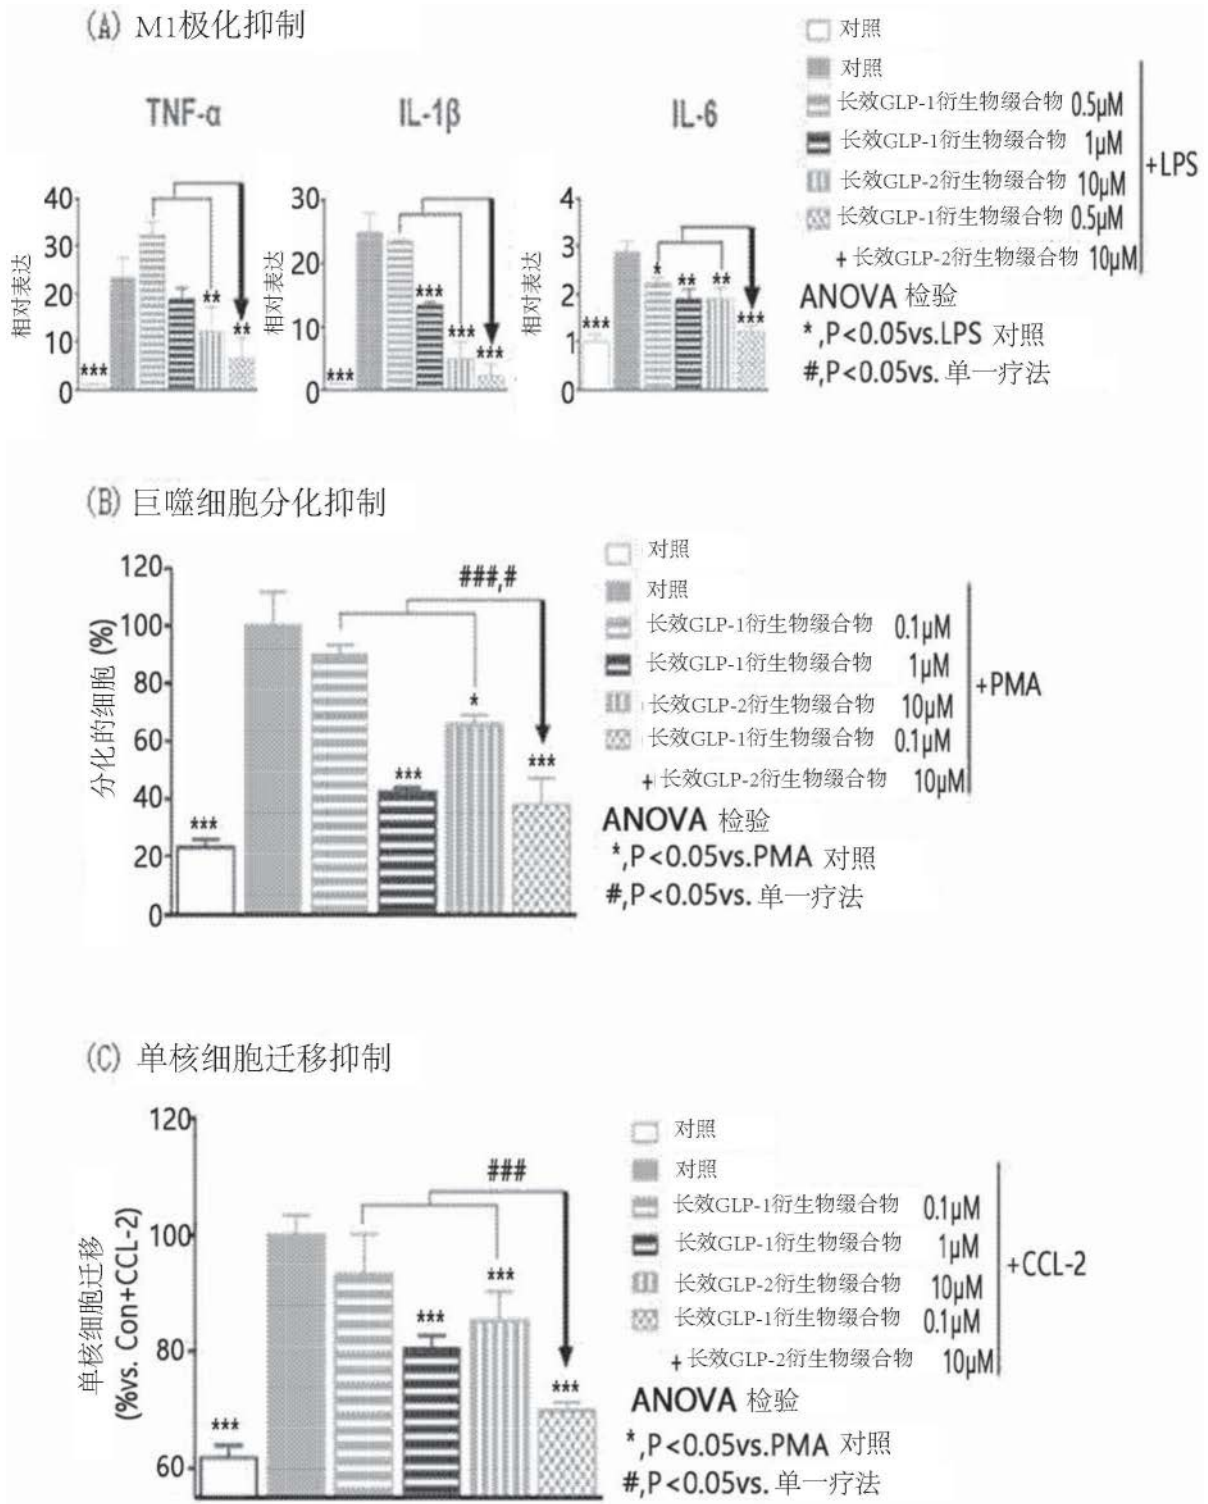 (A) M1极化抑制
TNF-α
IL-1β
IL-6
相对表达
40
30
20
10
0
***
**
**
相对表达
30
20
10
0
***
***
***
***
相对表达
4
3
2
1
0
***
*
**
**
***
对照
对照
长效GLP-1衍生物缀合物 0.5μM
长效GLP-1衍生物缀合物 1μM
长效GLP-2衍生物缀合物 10μM
长效GLP-1衍生物缀合物 0.5μM
+ 长效GLP-2衍生物缀合物 10μM
+LPS
ANOVA 检验
*,P<0.05vs.LPS 对照
#,P<0.05vs. 单一疗法
(B) 巨噬细胞分化抑制
分化的细胞 (%)
120
100
80
60
40
20
0
***
***
*
###,#
***
对照
对照
长效GLP-1衍生物缀合物 0.1μM
长效GLP-1衍生物缀合物 1μM
长效GLP-2衍生物缀合物 10μM
长效GLP-1衍生物缀合物 0.1μM
+ 长效GLP-2衍生物缀合物 10μM
+PMA
ANOVA 检验
*,P<0.05vs.PMA 对照
#,P<0.05vs. 单一疗法
(C) 单核细胞迁移抑制
单核细胞迁移
(%vs. Con+CCL-2)
120
100
80
60
***
***
***
###
***
对照
对照
长效GLP-1衍生物缀合物 0.1μM
长效GLP-1衍生物缀合物 1μM
长效GLP-2衍生物缀合物 10μM
长效GLP-1衍生物缀合物 0.1μM
+ 长效GLP-2衍生物缀合物 10μM
+CCL-2
ANOVA 检验
*,P<0.05vs.PMA 对照
#,P<0.05vs. 单一疗法